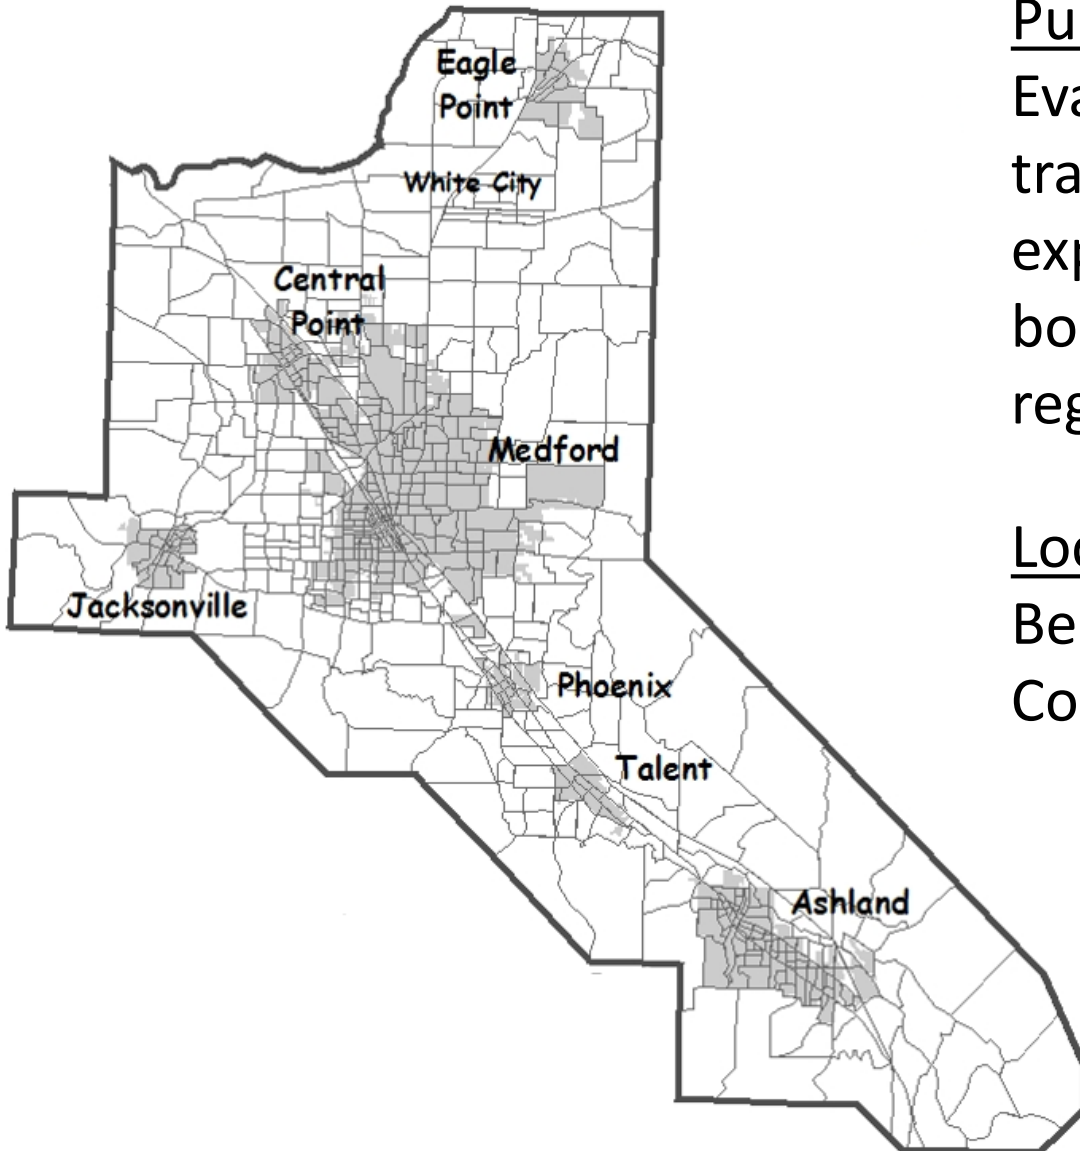 Eagle
Point
White City
Central
Point
Medford
Jacksonville
Phoenix
Talent
Ashland
Pu
Eva
tra
exp
bo
reg
Loc
Be
Co